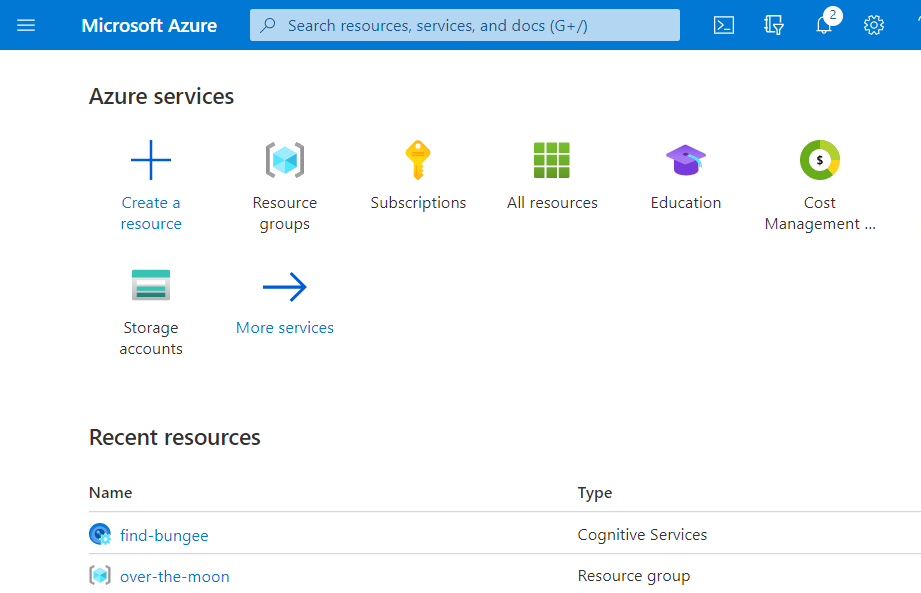 Microsoft Azure
Search resources, services, and docs (G+/)
2
Azure services
Create a
resource
Resource
groups
Subscriptions
All resources
Education
$
Cost
Management ...
Storage
accounts
More services
Recent resources
Name Type
find-bungee Cognitive Services
over-the-moon Resource group